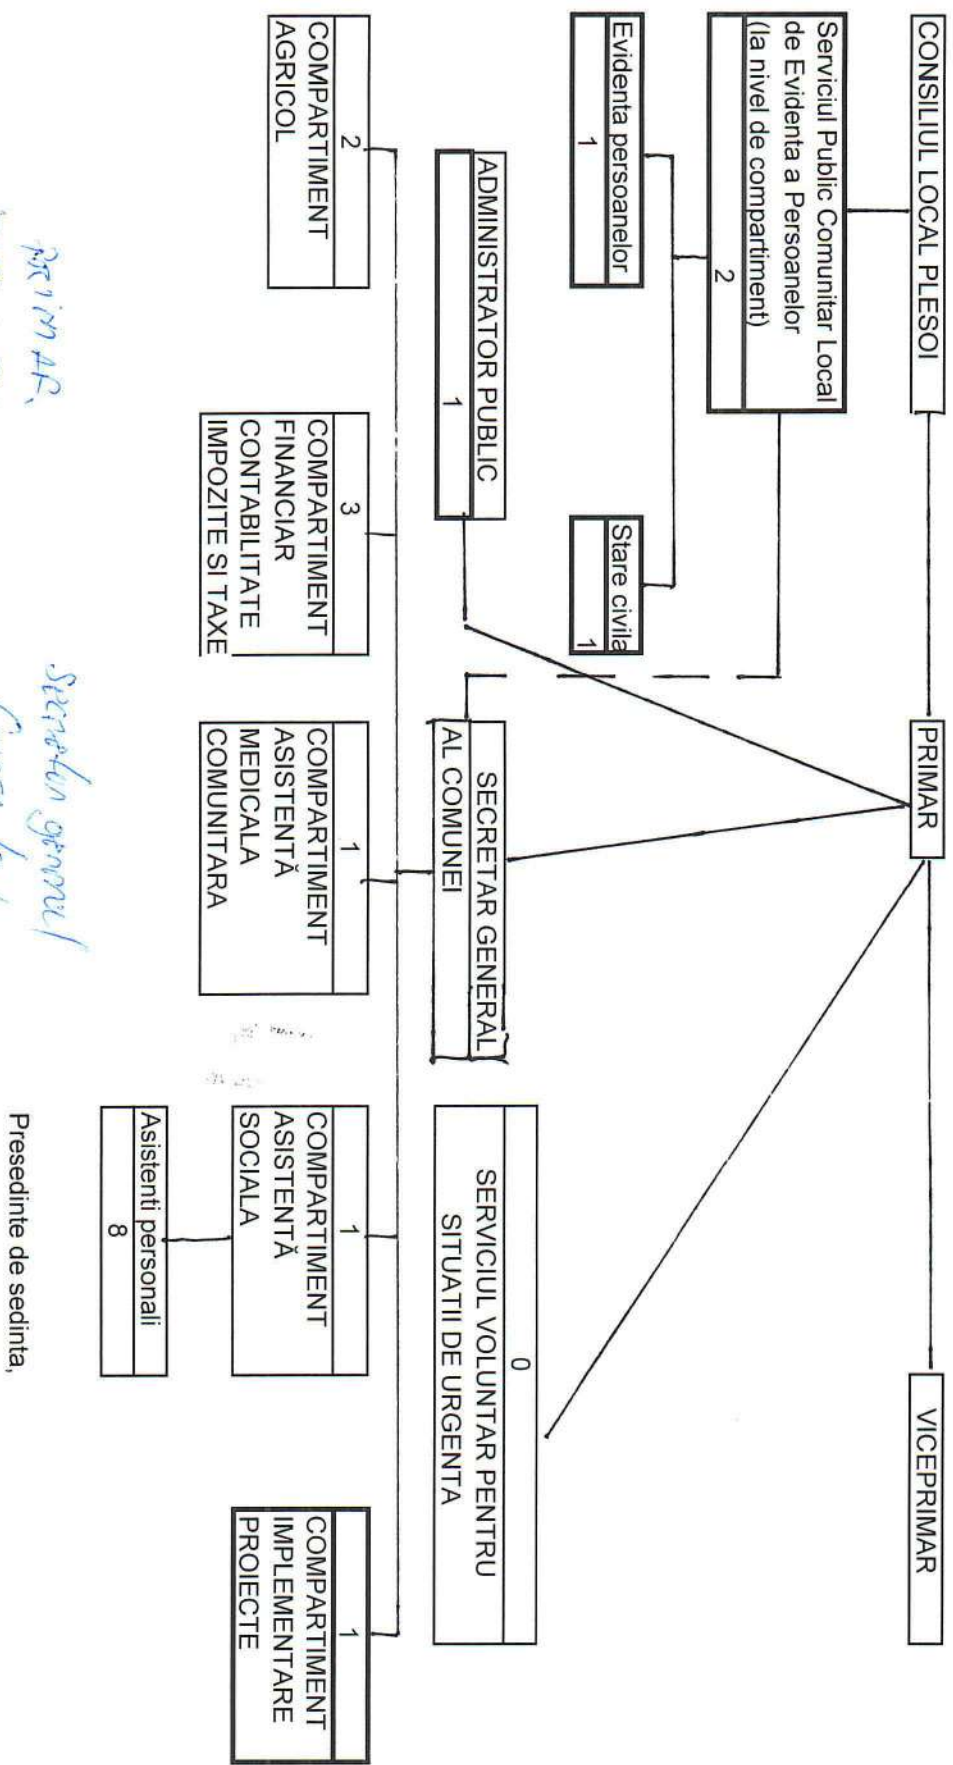 CONSILIUL LOCAL PLESOI
PRIMAR
VICEPRIMAR
Serviciul Public Comunitar Local
de Evidenta a Persoanelor
(la nivel de compartiment)
2
Evidenta persoanelor
1
Stare civila
1
ADMINISTRATOR PUBLIC
1
SECRETAR GENERAL
AL COMUNEI
0
SERVICIUL VOLUNTAR PENTRU
SITUATII DE URGENTA
2
COMPARTIMENT
AGRICOL
3
COMPARTIMENT
FINANCIAR
CONTABILITATE
IMPOZITE SI TAXE
1
COMPARTIMENT
ASISTENTĂ
MEDICALA
COMUNITARA
1
COMPARTIMENT
ASISTENTĂ
SOCIALA
1
COMPARTIMENT
IMPLEMENTARE
PROIECTE
Asistenti personali
8
PRIMAR,
general
Presedinte de sedinta,